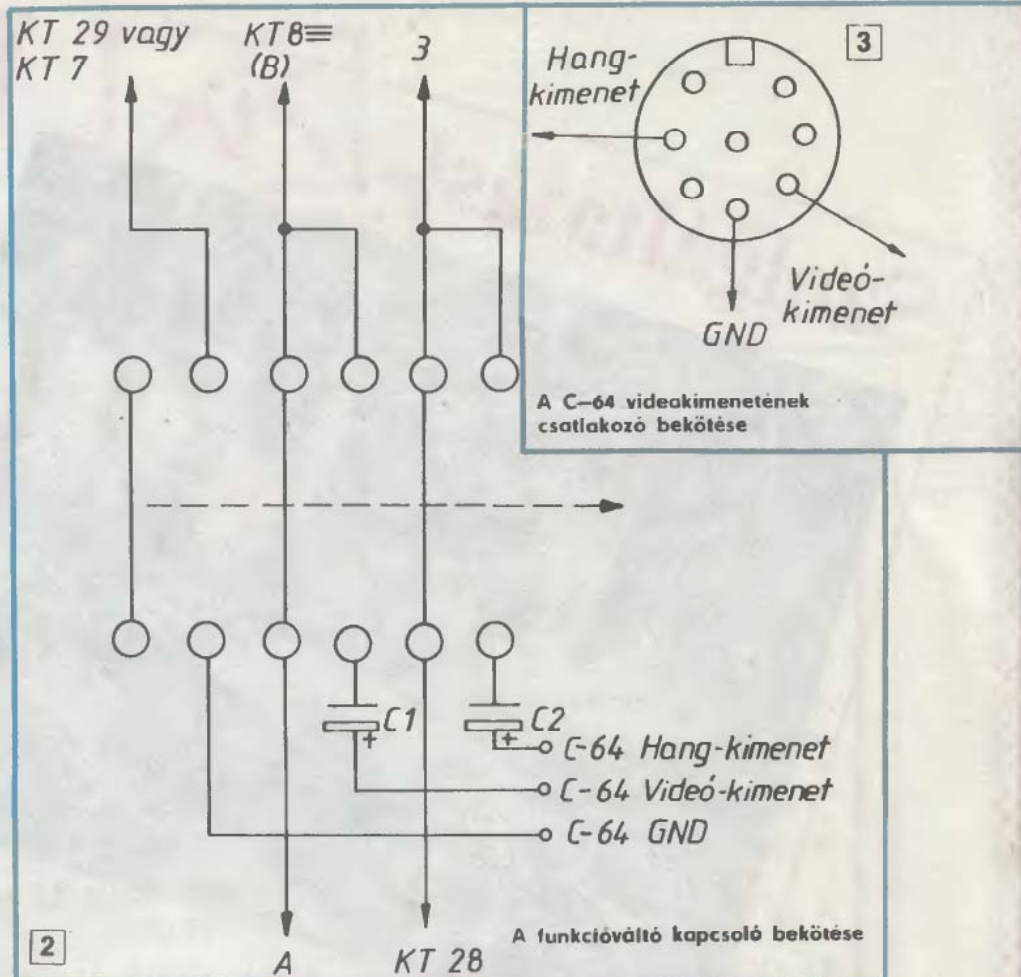 KT 29 vagy
KT 7
KT8≡
(B)
3
3
Hang-
kimenet
Videó-
kimenet
GND
A C-64 videokimenetének
csatlakozó bekötése
C1
+
C2
+
C-64 Hang-kimenet
C-64 Videó-kimenet
C-64 GND
2
A
KT 28
A funkcióváltó kapcsoló bekötése